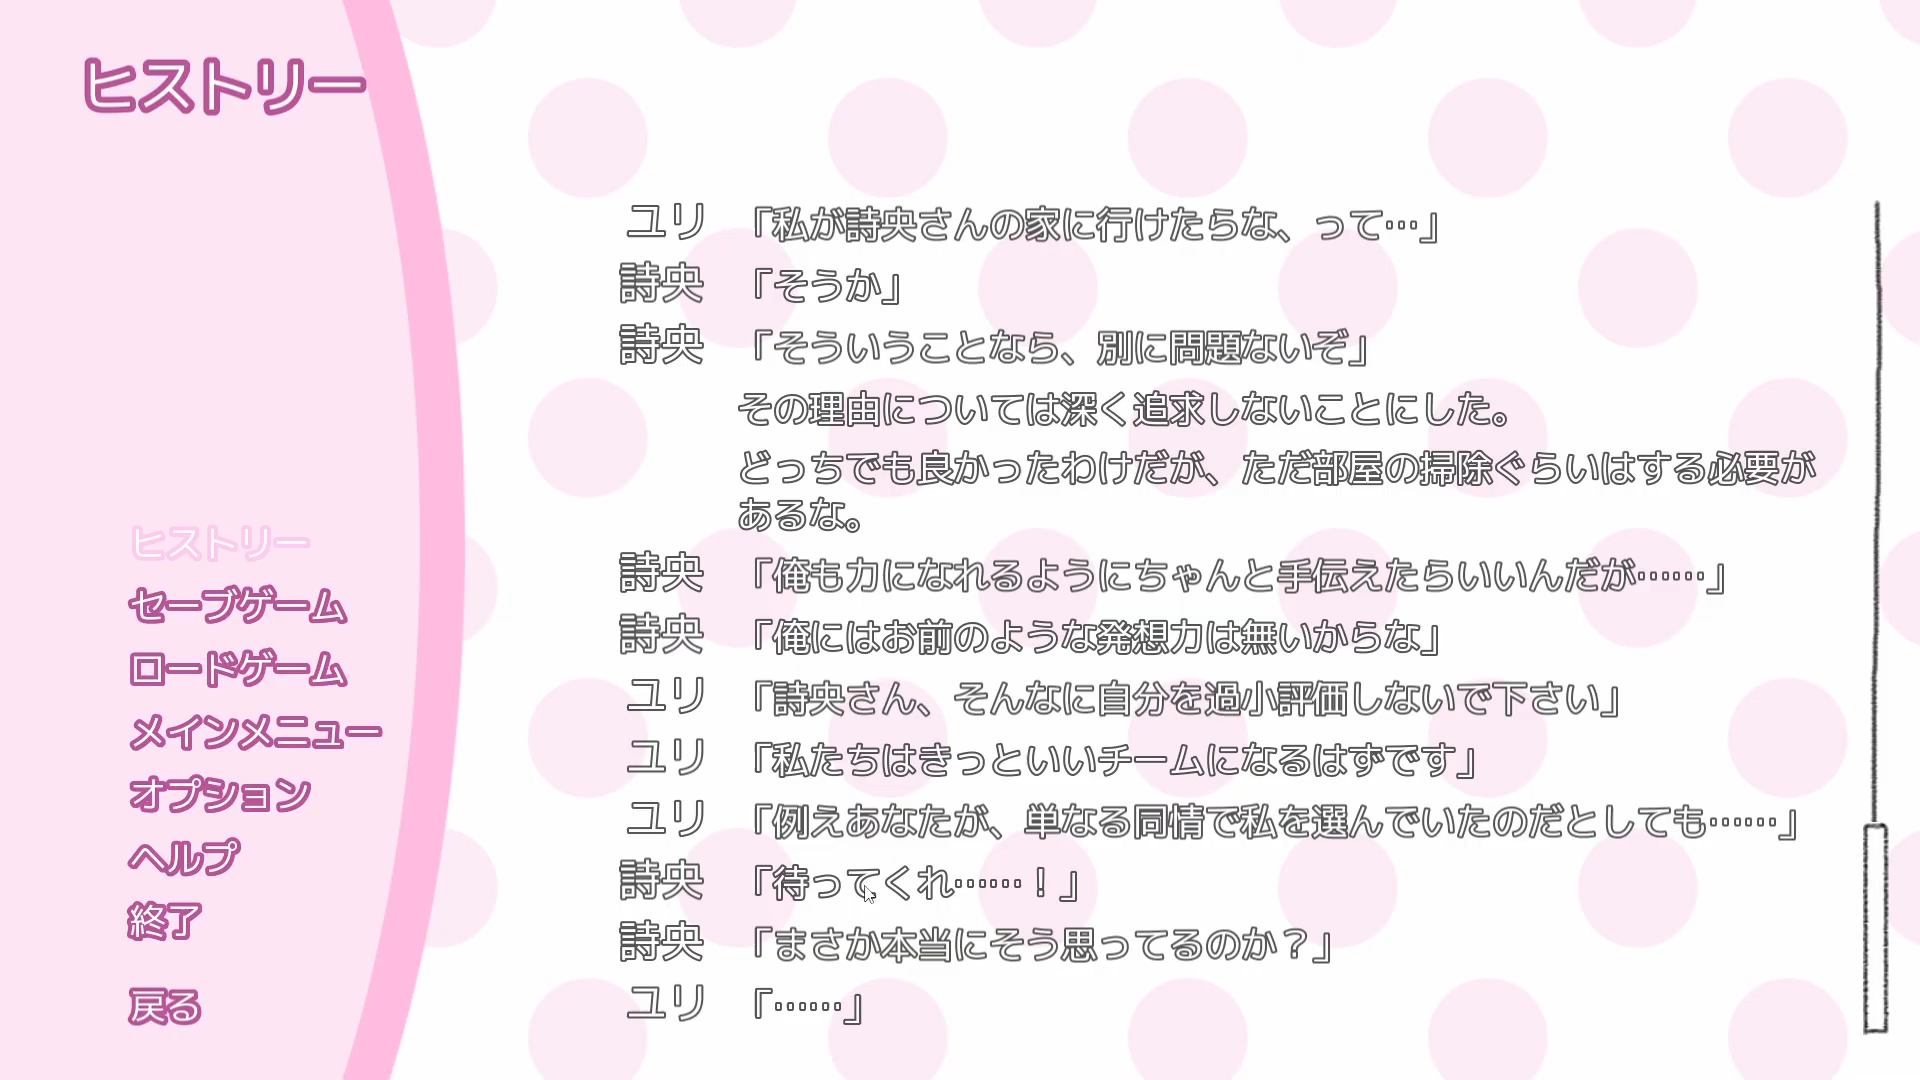 ヒストリー
ユリ 「私が詩央さんの家に行けたらな、って…」
詩央 「そうか」
詩央 「そういうことなら、別に問題ないぞ」
その理由については深く追求しないことにした。
どっちでも良かったわけだが、ただ部屋の掃除ぐらいはする必要が
あるな。
詩央 「俺も力になれるようにちゃんと手伝えたらいいんだが……」
詩央 「俺にはお前のような発想力は無いからな」
ユリ 「詩央さん、そんなに自分を過小評価しないで下さい」
ユリ 「私たちはきっといいチームになるはずです」
ユリ 「例えあなたが、単なる同情で私を選んでいたのだとしても……」
詩央 「待ってくれ……！」
詩央 「まさか本当にそう思ってるのか？」
ユリ 「……」
ヒストリー
セーブゲーム
ロードゲーム
メインメニュー
オプション
ヘルプ
終了
戻る